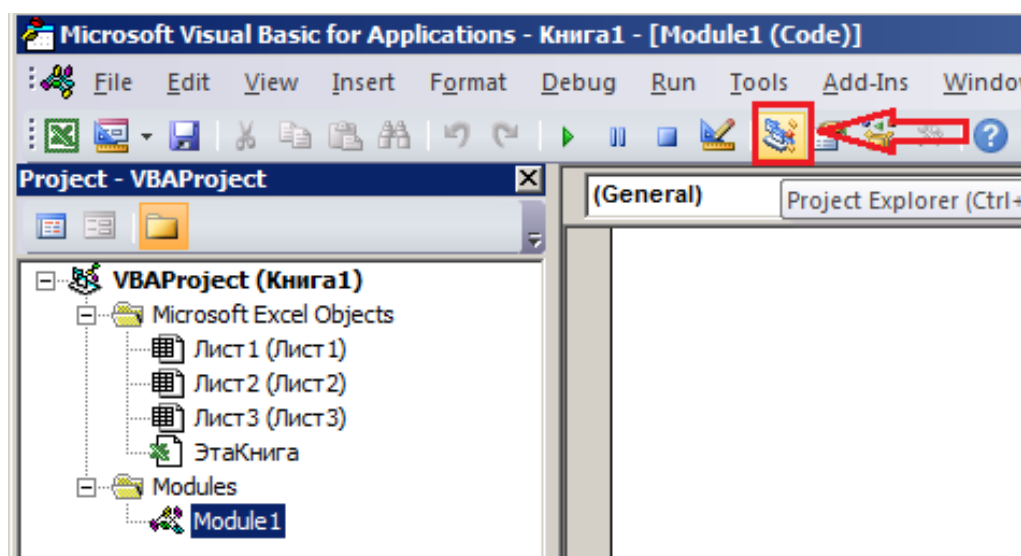 Microsoft Visual Basic for Applications - Книга1 - [Module1 (Code)]
File Edit View Insert Format Debug Run Tools Add-Ins Windo
Project - VBAProject
(General)
Project Explorer (Ctrl+
VBAProject (Книга1)
Microsoft Excel Objects
Лист1 (Лист1)
Лист2 (Лист2)
Лист3 (Лист3)
ЭтаКнига
Modules
Module1